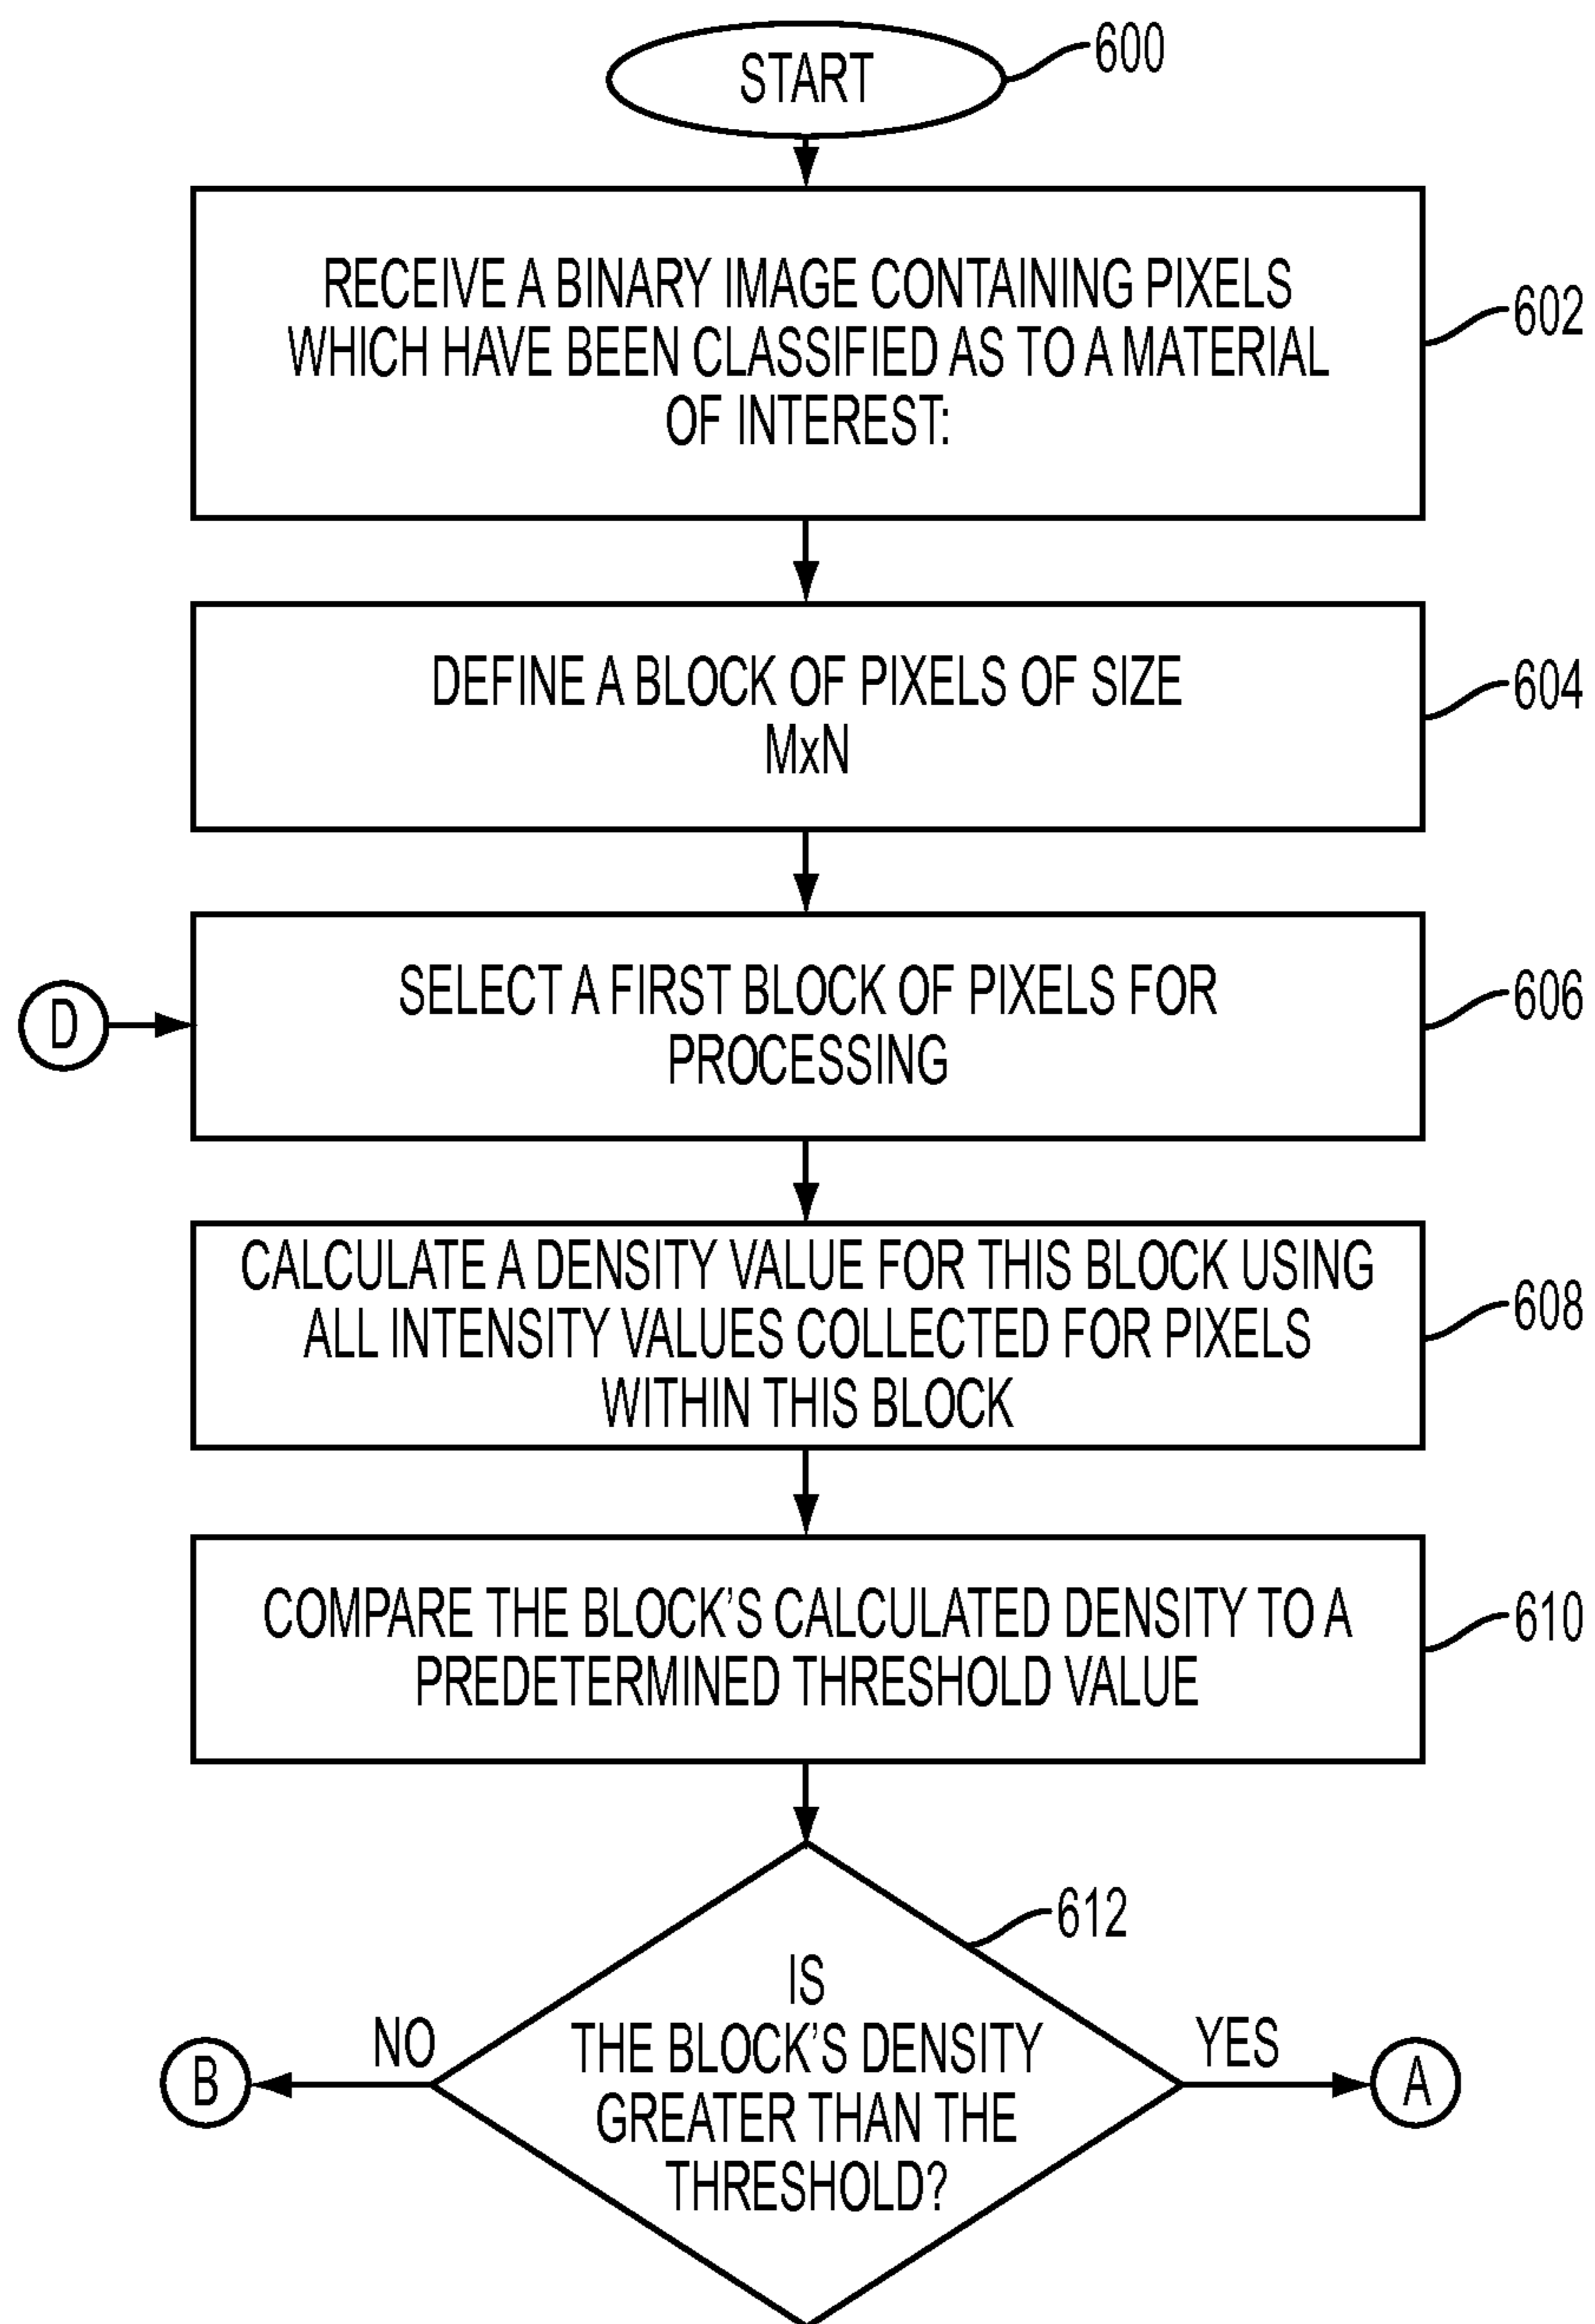 START
600
RECEIVE A BINARY IMAGE CONTAINING PIXELS
WHICH HAVE BEEN CLASSIFIED AS TO A MATERIAL
OF INTEREST:
602
DEFINE A BLOCK OF PIXELS OF SIZE
MxN
604
D
SELECT A FIRST BLOCK OF PIXELS FOR
PROCESSING
606
CALCULATE A DENSITY VALUE FOR THIS BLOCK USING
ALL INTENSITY VALUES COLLECTED FOR PIXELS
WITHIN THIS BLOCK
608
COMPARE THE BLOCK'S CALCULATED DENSITY TO A
PREDETERMINED THRESHOLD VALUE
610
612
IS
THE BLOCK'S DENSITY
GREATER THAN THE
THRESHOLD?
NO
B
YES
A